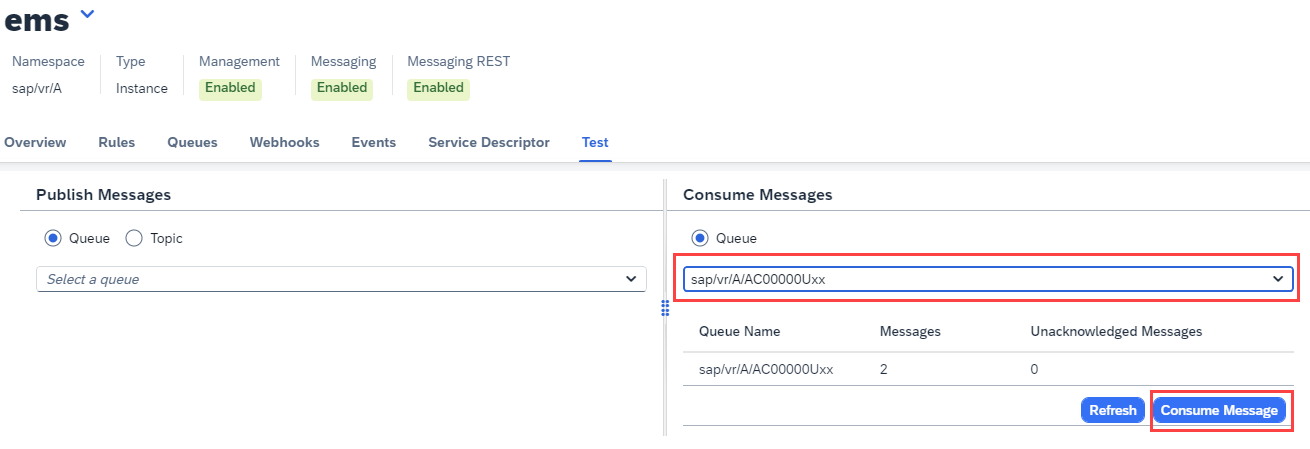 ems
Namespace Type Management Messaging Messaging REST
sap/vr/A Instance Enabled Enabled Enabled
Overview Rules Queues Webhooks Events Service Descriptor Test
Publish Messages
Queue Topic
Select a queue
Consume Messages
Queue
sap/vr/A/AC00000Uxx
Queue Name Messages Unacknowledged Messages
sap/vr/A/AC00000Uxx 2 0
Refresh Consume Message